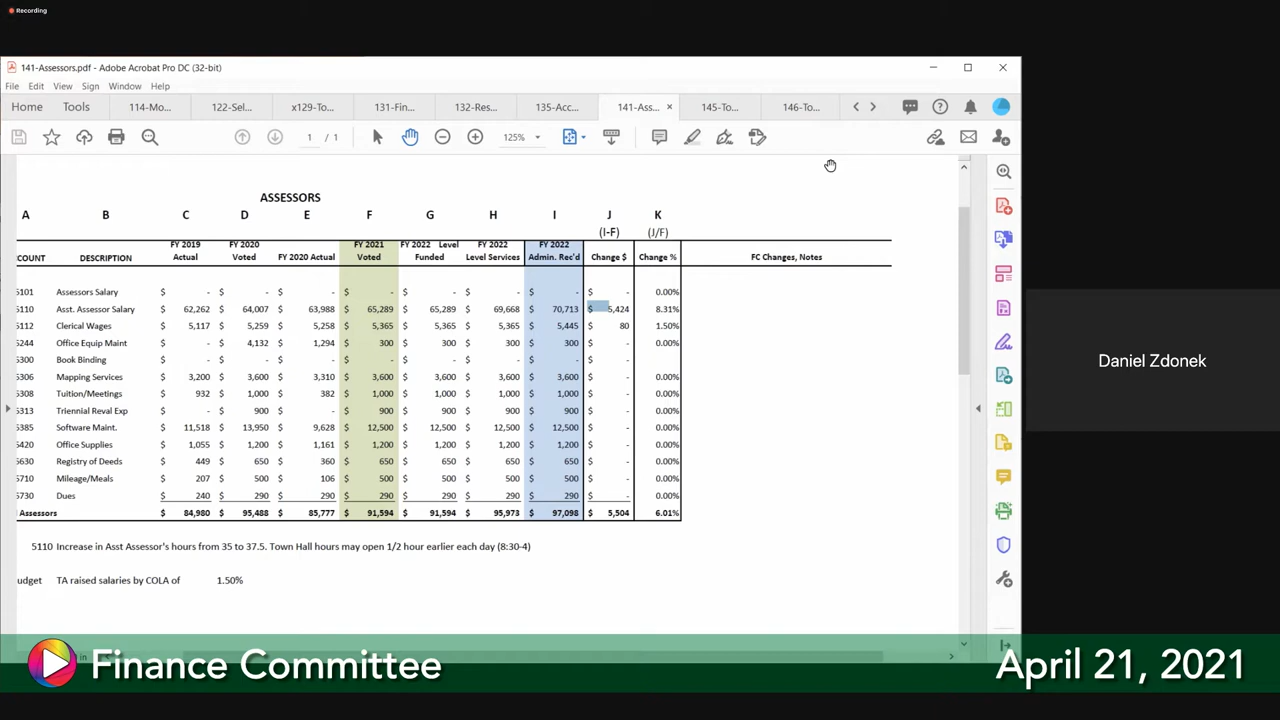 Recording
141-Assessors.pdf - Adobe Acrobat Pro DC (32-bit)
File Edit View Sign Window Help
Home Tools 114-Mo... 122-Sel... x129-To... 131-Fin... 132-Res... 135-Acc... 141-Ass... × 145-To... 146-To...
1 / 1 125%
ASSESSORS
A B C D E F G H I J K
(I-F) (J/F)
COUNT DESCRIPTION FY 2019 Actual FY 2020 Voted FY 2020 Actual FY 2021 Voted FY 2022 Level Funded FY 2022 Level Services FY 2022 Admin. Rec'd Change $ Change % FC Changes, Notes
5101 Assessors Salary $ - $ - $ - $ - $ - $ - $ - $ - 0.00%
5110 Asst. Assessor Salary $ 62,262 $ 64,007 $ 63,988 $ 65,289 $ 65,289 $ 69,668 $ 70,713 $ 5,424 8.31%
5112 Clerical Wages $ 5,117 $ 5,259 $ 5,258 $ 5,365 $ 5,365 $ 5,365 $ 5,445 $ 80 1.50%
5244 Office Equip Maint $ - $ 4,132 $ 1,294 $ 300 $ 300 $ 300 $ 300 $ - 0.00%
5300 Book Binding $ - $ - $ - $ - $ - $ - $ - $ -
5306 Mapping Services $ 3,200 $ 3,600 $ 3,310 $ 3,600 $ 3,600 $ 3,600 $ 3,600 $ - 0.00%
5308 Tuition/Meetings $ 932 $ 1,000 $ 382 $ 1,000 $ 1,000 $ 1,000 $ 1,000 $ - 0.00%
5313 Triennial Reval Exp $ - $ 900 $ - $ 900 $ 900 $ 900 $ 900 $ - 0.00%
5385 Software Maint. $ 11,518 $ 13,950 $ 9,628 $ 12,500 $ 12,500 $ 12,500 $ 12,500 $ - 0.00%
5420 Office Supplies $ 1,055 $ 1,200 $ 1,161 $ 1,200 $ 1,200 $ 1,200 $ 1,200 $ - 0.00%
5630 Registry of Deeds $ 449 $ 650 $ 360 $ 650 $ 650 $ 650 $ 650 $ - 0.00%
5710 Mileage/Meals $ 207 $ 500 $ 106 $ 500 $ 500 $ 500 $ 500 $ - 0.00%
5730 Dues $ 240 $ 290 $ 290 $ 290 $ 290 $ 290 $ 290 $ - 0.00%
Assessors $ 84,980 $ 95,488 $ 85,777 $ 91,594 $ 91,594 $ 95,973 $ 97,098 $ 5,504 6.01%
5110 Increase in Asst Assessor's hours from 35 to 37.5. Town Hall hours may open 1/2 hour earlier each day (8:30-4)
udget TA raised salaries by COLA of 1.50%
Daniel Zdonek
Finance Committee
April 21, 2021